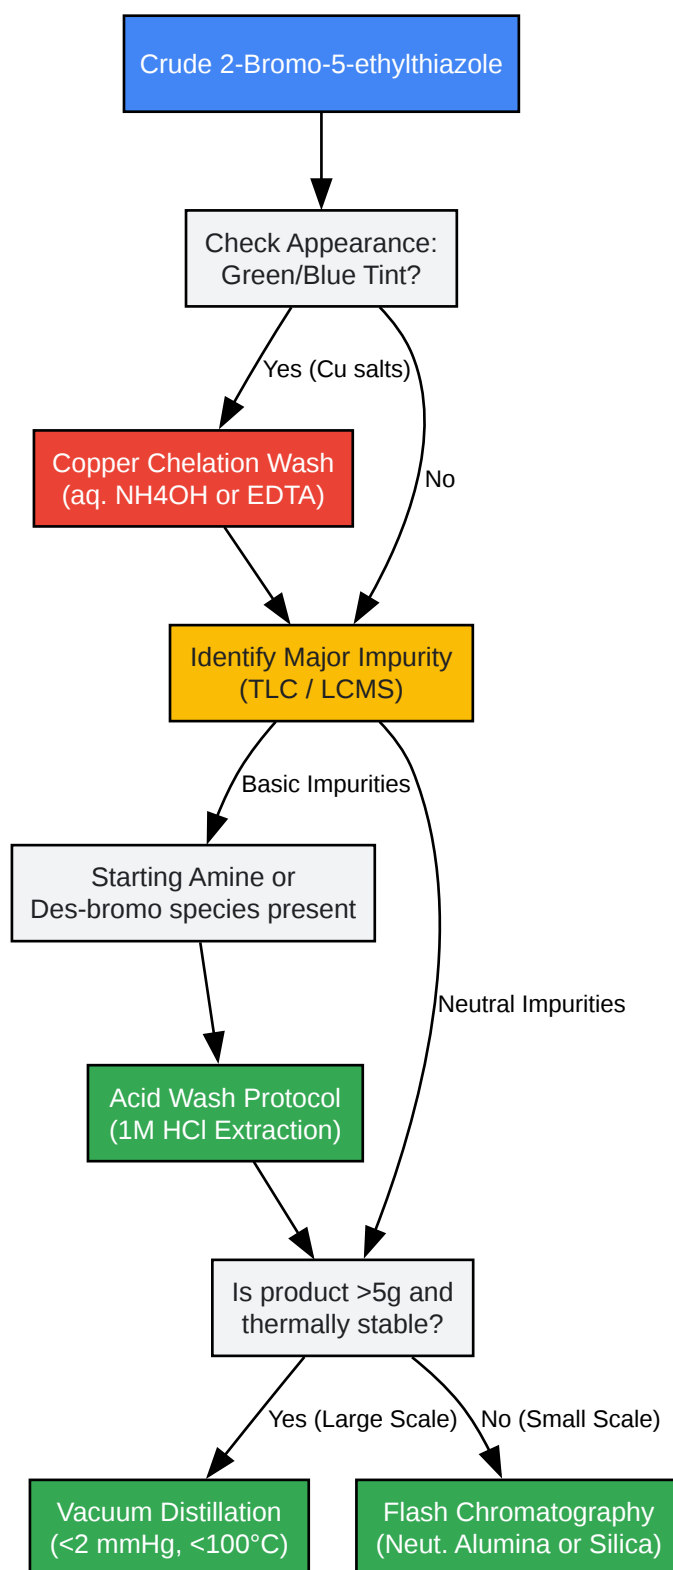 Crude 2-Bromo-5-ethylthiazole
Check Appearance:
Green/Blue Tint?
Yes (Cu salts)
No
Copper Chelation Wash
(aq. NH4OH or EDTA)
Identify Major Impurity
(TLC / LCMS)
Basic Impurities
Starting Amine or
Des-bromo species present
Neutral Impurities
Acid Wash Protocol
(1M HCl Extraction)
Is product >5g and
thermally stable?
Yes (Large Scale)
No (Small Scale)
Vacuum Distillation
(<2 mmHg, <100°C)
Flash Chromatography
(Neut. Alumina or Silica)